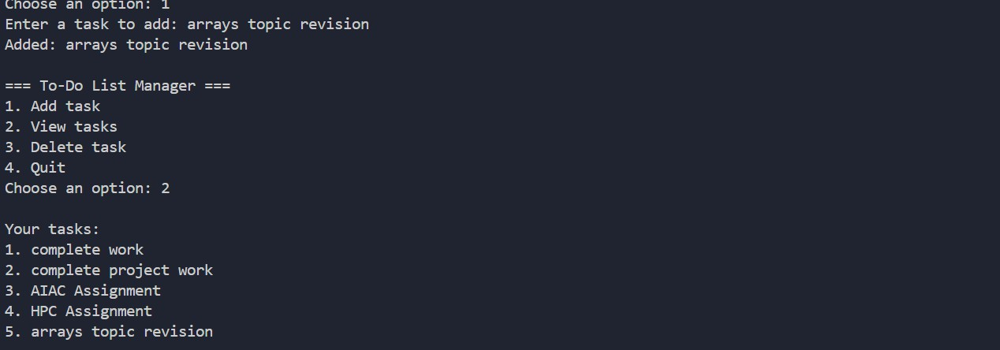 Choose an option: 1
Enter a task to add: arrays topic revision
Added: arrays topic revision
=== To-Do List Manager ===
1. Add task
2. View tasks
3. Delete task
4. Quit
Choose an option: 2
Your tasks:
1. complete work
2. complete project work
3. AIAC Assignment
4. HPC Assignment
5. arrays topic revision